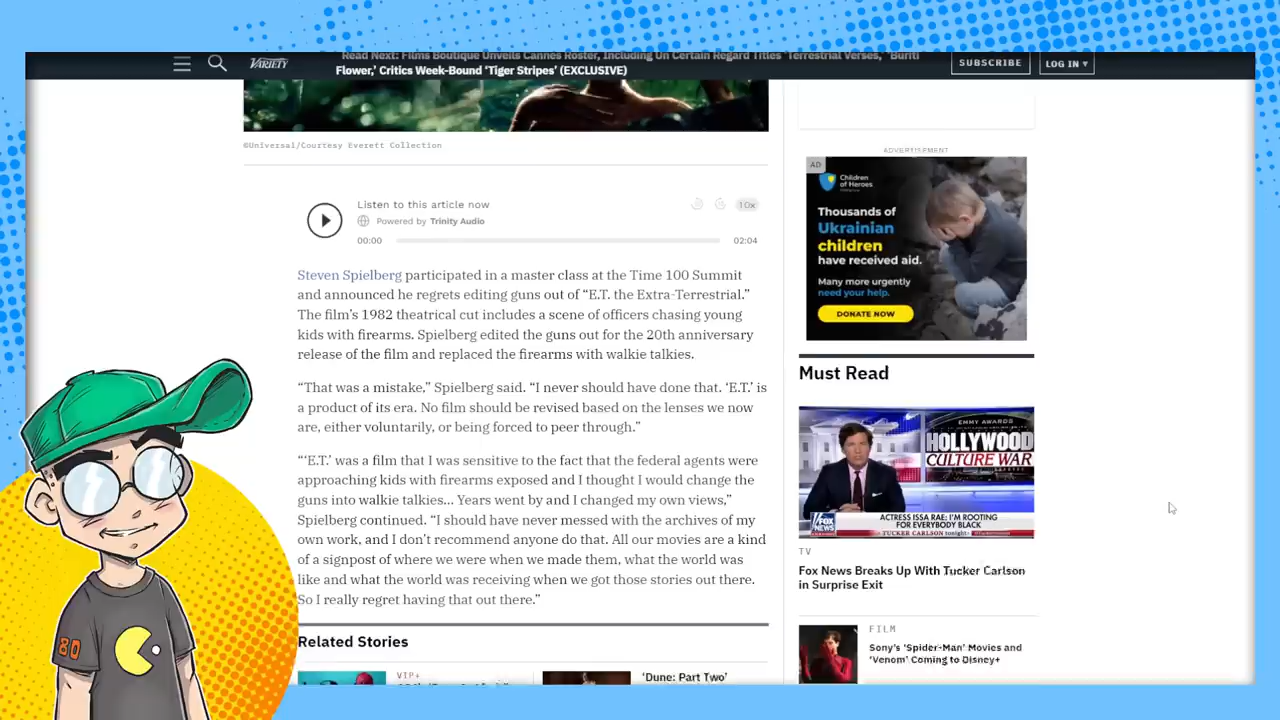 Read Next: Films Boutique Unveils Cannes Roster, Including Un Certain Regard Titles ‘Terrestrial Verses,’ ‘Buriti
Flower,’ Critics Week-Bound ‘Tiger Stripes’ (EXCLUSIVE)
VARIETY
SUBSCRIBE
LOG IN ▾
©Universal/Courtesy Everett Collection
Listen to this article now
Powered by Trinity Audio
1.0x
00:00
02:04
Steven Spielberg participated in a master class at the Time 100 Summit
and announced he regrets editing guns out of “E.T. the Extra-Terrestrial.”
The film’s 1982 theatrical cut includes a scene of officers chasing young
kids with firearms. Spielberg edited the guns out for the 20th anniversary
release of the film and replaced the firearms with walkie talkies.
“That was a mistake,” Spielberg said. “I never should have done that. ‘E.T.’ is
a product of its era. No film should be revised based on the lenses we now
are, either voluntarily, or being forced to peer through.”
“‘E.T.’ was a film that I was sensitive to the fact that the federal agents were
approaching kids with firearms exposed and I thought I would change the
guns into walkie talkies… Years went by and I changed my own views,”
Spielberg continued. “I should have never messed with the archives of my
own work, and I don’t recommend anyone do that. All our movies are a kind
of a signpost of where we were when we made them, what the world was
like and what the world was receiving when we got those stories out there.
So I really regret having that out there.”
Related Stories
VIP+
‘Dune: Part Two’
ADVERTISEMENT
AD
Children
of Heroes
Thousands of
Ukrainian
children
have received aid.
Many more urgently
need your help.
DONATE NOW
Must Read
EMMY AWARDS
HOLLYWOOD
CULTURE WAR
FOX
NEWS
ACTRESS ISSA RAE: I'M ROOTING
FOR EVERYBODY BLACK
TUCKER CARLSON tonight
TV
Fox News Breaks Up With Tucker Carlson
in Surprise Exit
FILM
Sony’s ‘Spider-Man’ Movies and
‘Venom’ Coming to Disney+
80